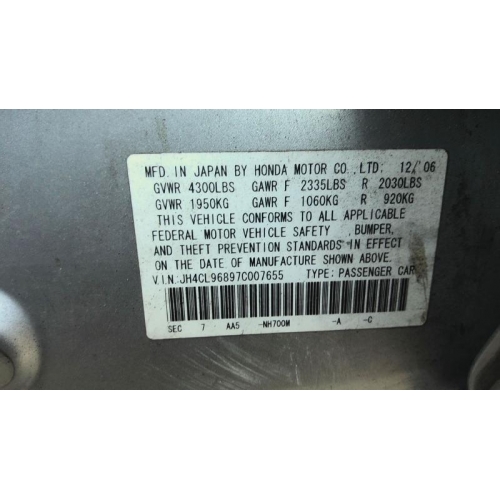 MFD. IN JAPAN BY HONDA MOTOR CO.,LTD: 12/'06
GVWR 4300LBS GAWR F 2335LBS R 2030LBS
GVWR 1950KG GAWR F 1060KG R 920KG
THIS VEHICLE CONFORMS TO ALL APPLICABLE
FEDERAL MOTOR VEHICLE SAFETY ,BUMPER,
AND THEFT PREVENTION STANDARDS IN EFFECT
ON THE DATE OF MANUFACTURE SHOWN ABOVE.
V.I.N:JH4CL96897C007655 TYPE: PASSENGER CAR
SEC 7 AA5 -NH700M -A -C